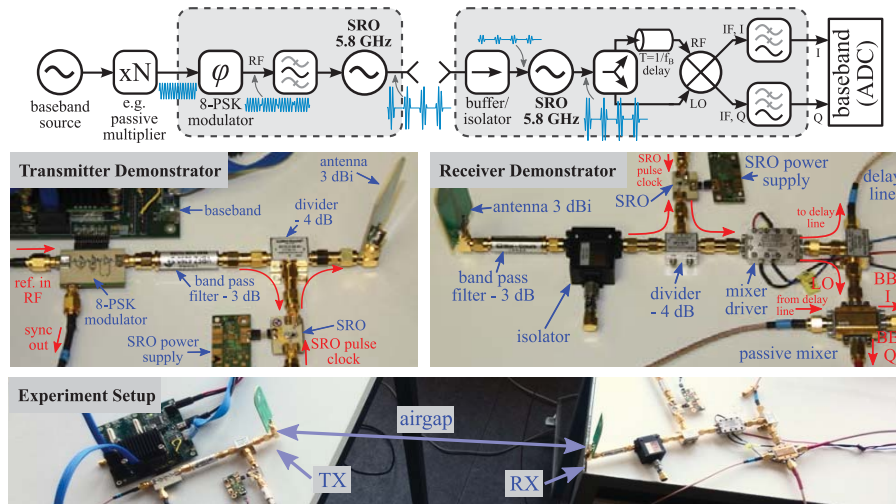 SRO
5.8 GHz
xN
φ
RF
baseband
source
e.g.
passive
multiplier
8-PSK
modulator
buffer/
isolator
SRO
5.8 GHz
T=1/fB
delay
RF
LO
IF, I
IF, Q
I
Q
baseband
(ADC)
Transmitter Demonstrator
antenna
3 dBi
baseband
divider
- 4 dB
ref. in
RF
8-PSK
modulator
band pass
filter - 3 dB
sync
out
SRO power
supply
SRO
SRO pulse
clock
Receiver Demonstrator
SRO
pulse
clock
SRO power
supply
SRO
antenna 3 dBi
delay
line
to delay
line
band pass
filter - 3 dB
isolator
divider
- 4 dB
mixer
driver
LO
from delay
line
BB
I
passive mixer
BB
Q
Experiment Setup
airgap
TX
RX